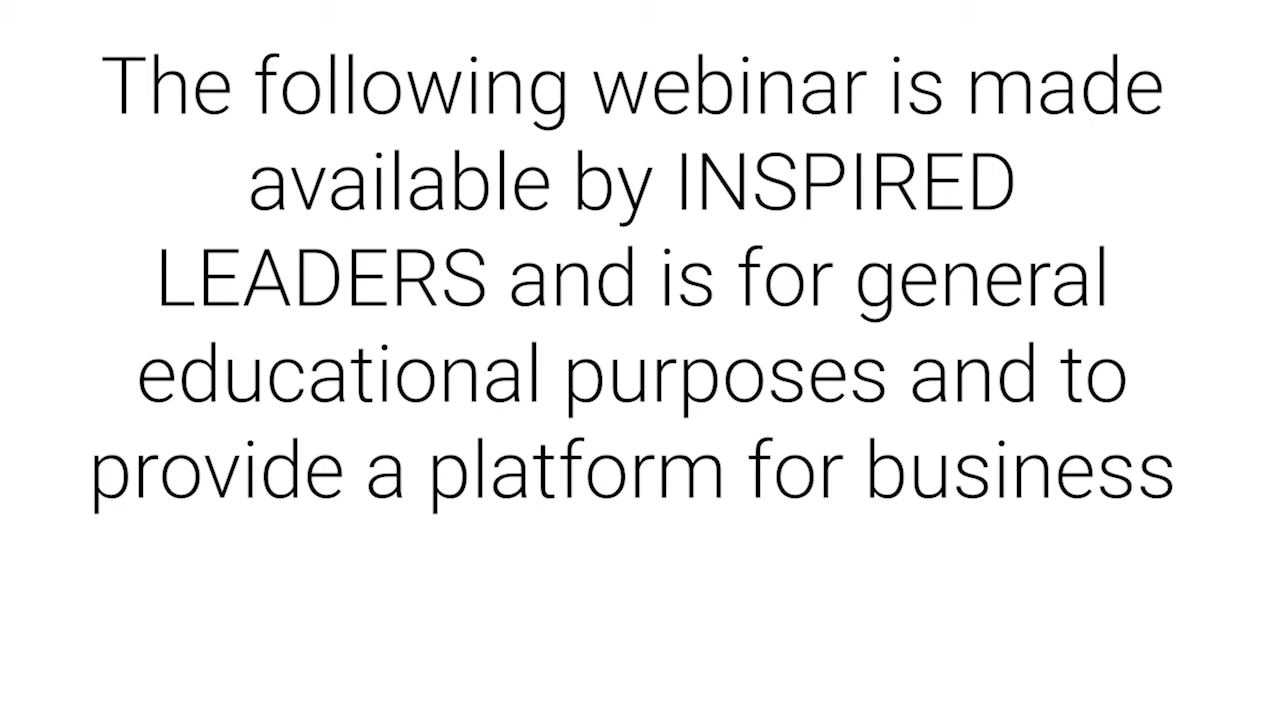 The following webinar is made
available by INSPIRED
LEADERS and is for general
educational purposes and to
provide a platform for business